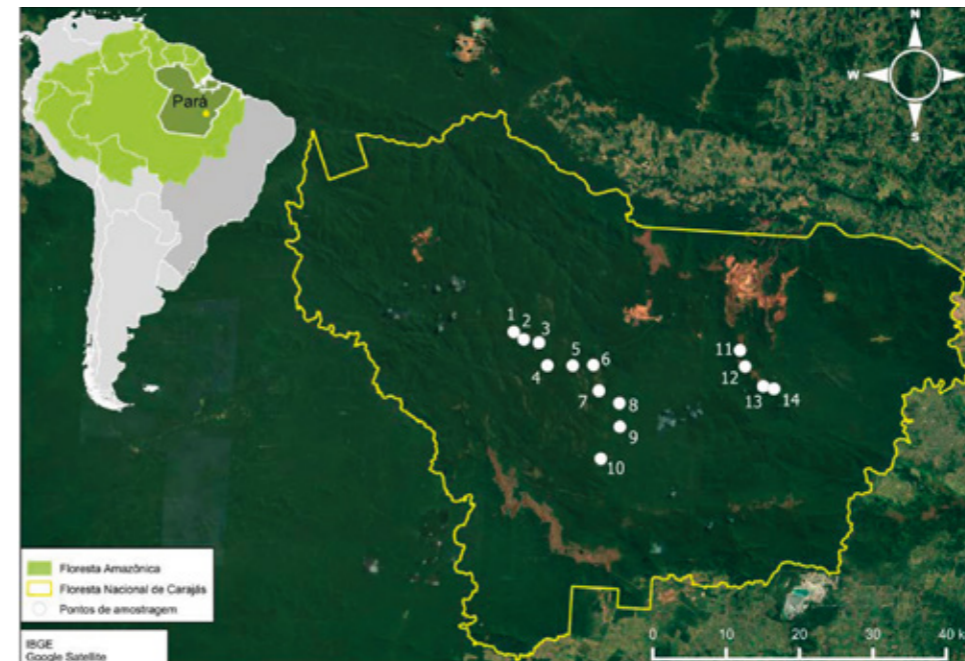 Pará
N
W
S
1
2
3
4
5
6
7
8
9
10
11
12
13
14
Floresta Amazônica
Floresta Nacional de Carajás
Pontos de amostragem
IBGE
Google Satellite
0 10 20 30 40 k